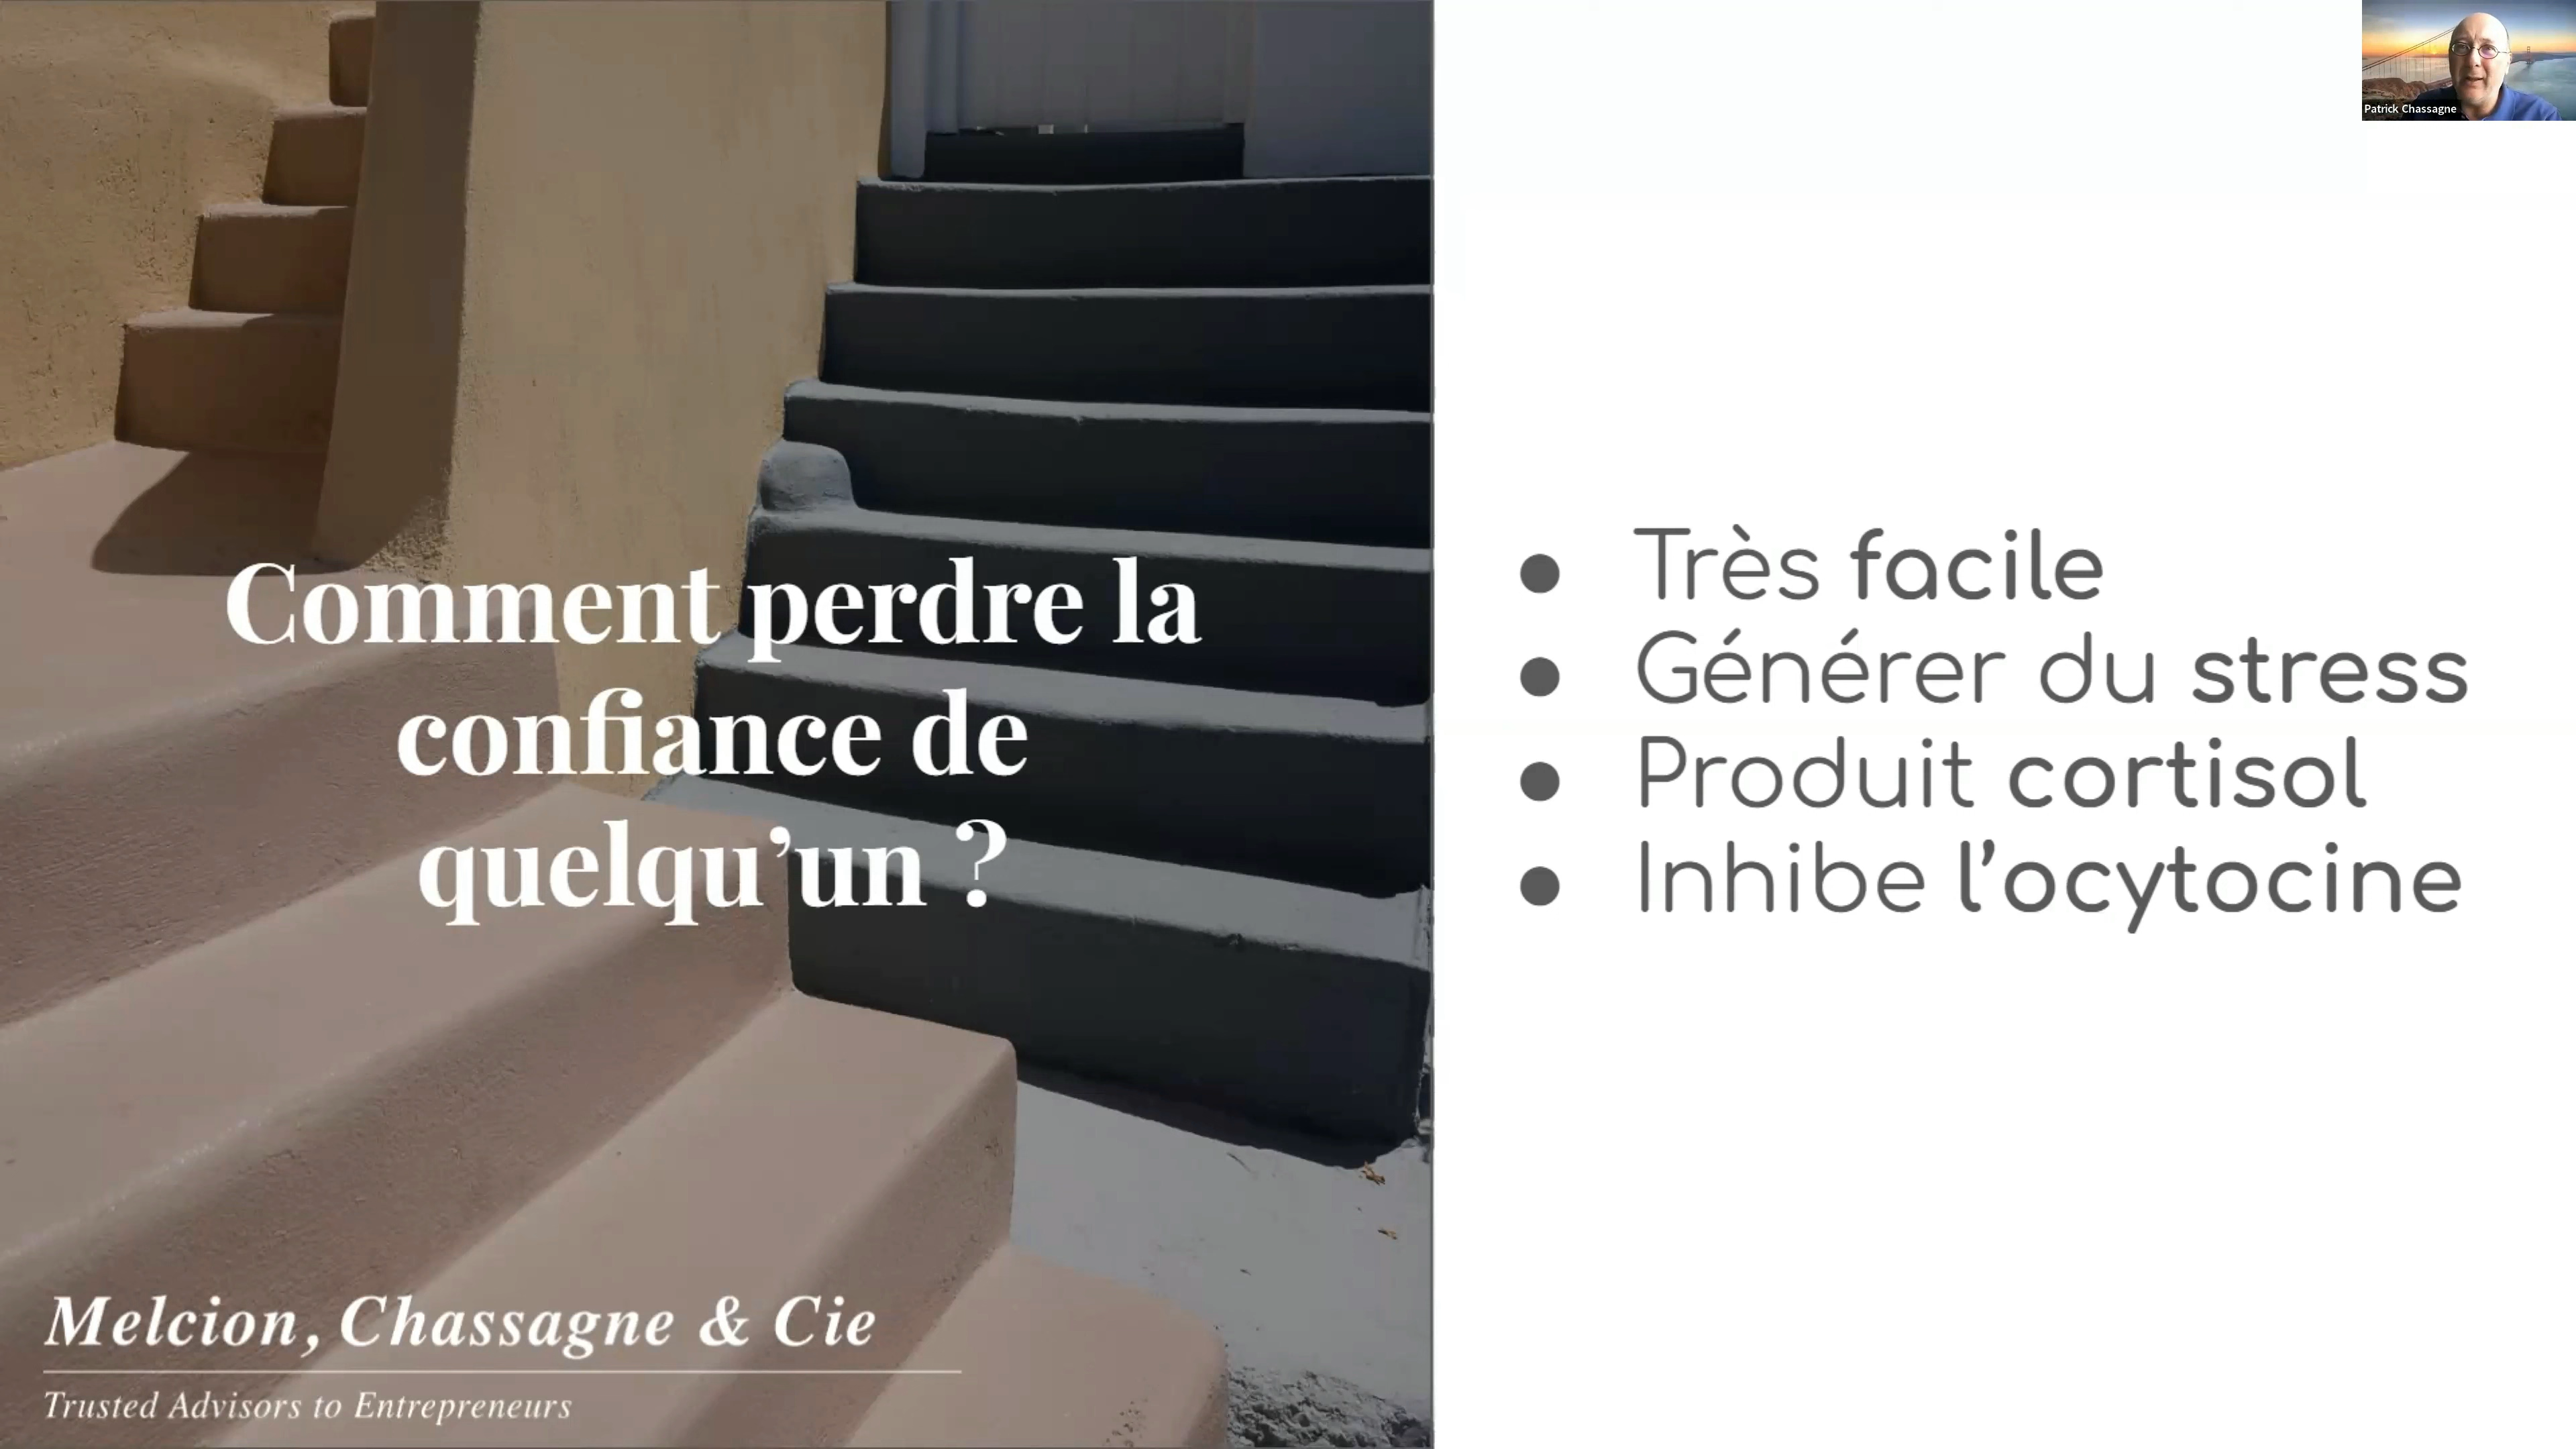 Comment perdre la
confiance de
quelqu’un ?
Melcion, Chassagne & Cie
Trusted Advisors to Entrepreneurs
● Très facile
● Générer du stress
● Produit cortisol
● Inhibe l’ocytocine
Patrick Chassagne